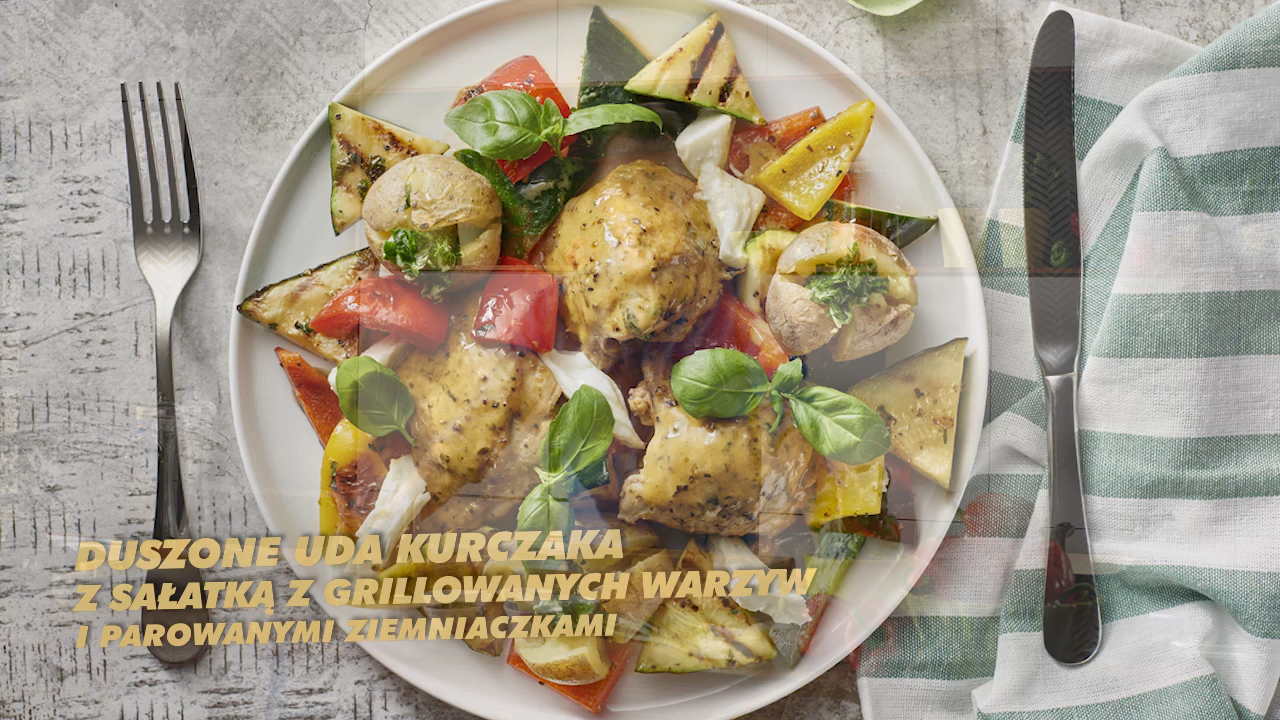 DUSZONE UDA KURCZAKA
Z SAŁATKĄ Z GRILLOWANYCH WARZYW
I PAROWANYMI ZIEMNIACZKAMI